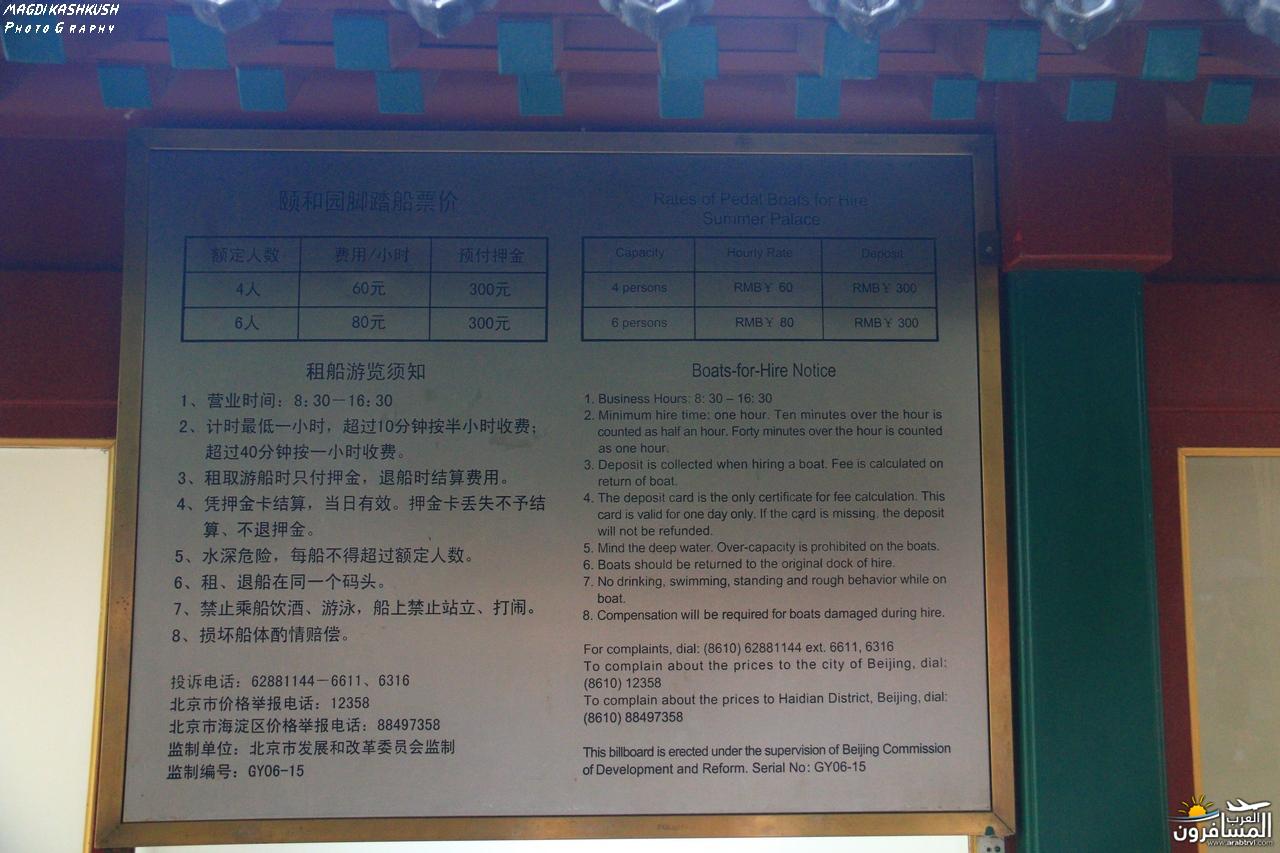 MAGDI KASHKUSH
PHOTOGRAPHY
颐和园脚踏船票价
额定人数 费用/小时 预付押金
4人 60元 300元
6人 80元 300元
租船游览须知
1、营业时间：8：30－16：30
2、计时最低一小时，超过10分钟按半小时收费；
超过40分钟按一小时收费。
3、租取游船时只付押金，退船时结算费用。
4、凭押金卡结算，当日有效。押金卡丢失不予结
算、不退押金。
5、水深危险，每船不得超过额定人数。
6、租、退船在同一个码头。
7、禁止乘船饮酒、游泳，船上禁止站立、打闹。
8、损坏船体酌情赔偿。
投诉电话：62881144－6611、6316
北京市价格举报电话：12358
北京市海淀区价格举报电话：88497358
监制单位：北京市发展和改革委员会监制
监制编号：GY06-15
Rates of Pedal Boats for Hire
Summer Palace
Capacity Hourly Rate Deposit
4 persons RMB¥ 60 RMB¥ 300
6 persons RMB¥ 80 RMB¥ 300
Boats-for-Hire Notice
1. Business Hours: 8: 30 – 16: 30
2. Minimum hire time: one hour. Ten minutes over the hour is
counted as half an hour. Forty minutes over the hour is counted
as one hour.
3. Deposit is collected when hiring a boat. Fee is calculated on
return of boat.
4. The deposit card is the only certificate for fee calculation. This
card is valid for one day only. If the card is missing, the deposit
will not be refunded.
5. Mind the deep water. Over-capacity is prohibited on the boats.
6. Boats should be returned to the original dock of hire.
7. No drinking, swimming, standing and rough behavior while on
boat.
8. Compensation will be required for boats damaged during hire.
For complaints, dial: (8610) 62881144 ext. 6611, 6316
To complain about the prices to the city of Beijing, dial:
(8610) 12358
To complain about the prices to Haidian District, Beijing, dial:
(8610) 88497358
This billboard is erected under the supervision of Beijing Commission
of Development and Reform. Serial No: GY06-15
العرب
المسافرون
www.arabtrvl.com